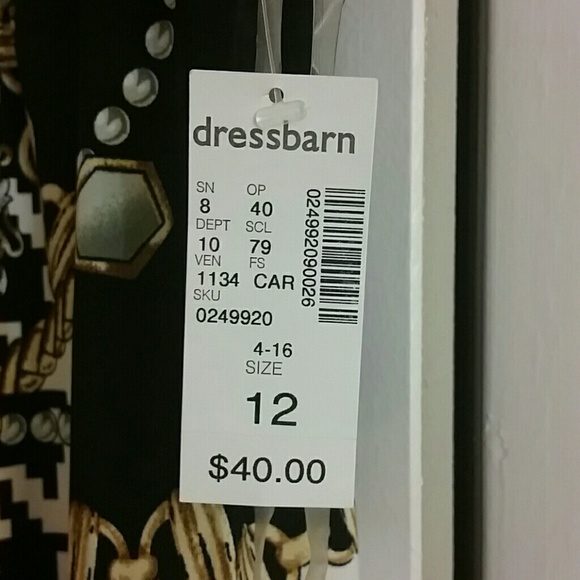 dressbarn
SN OP
8 40
DEPT SCL
10 79
VEN FS
1134 CAR
SKU
0249920
024992090026
4-16
SIZE
12
$40.00